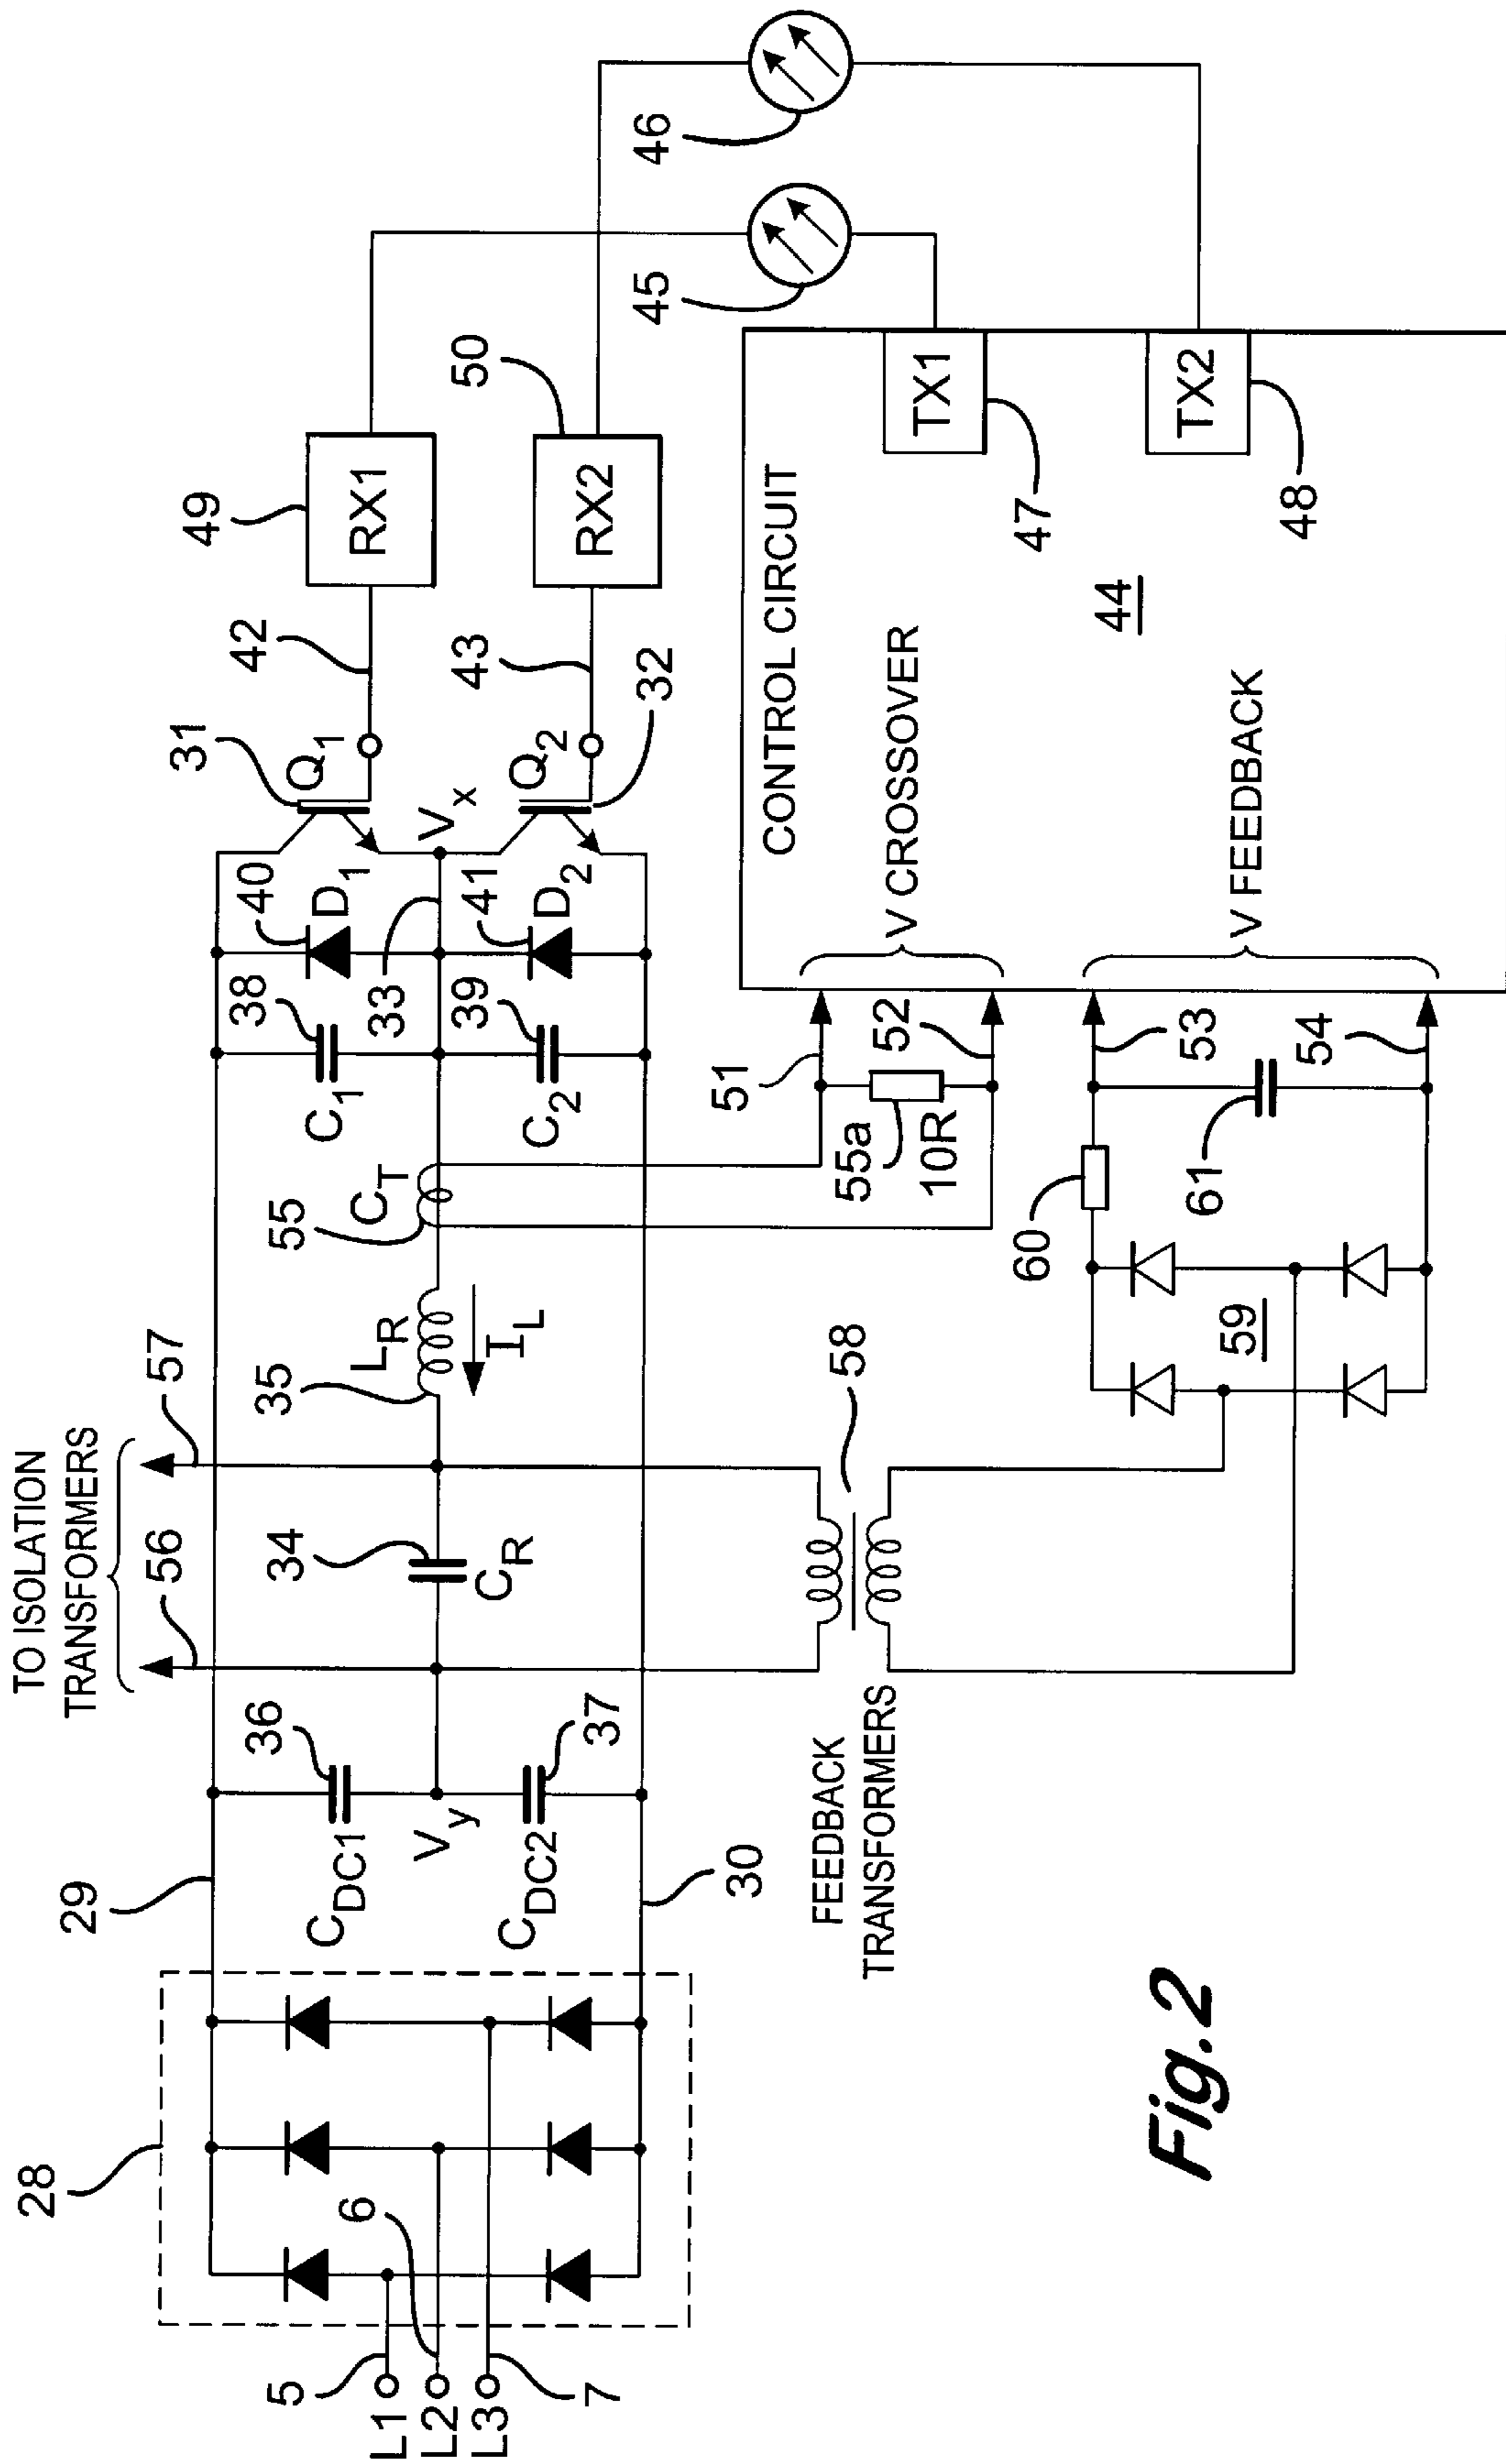 TO ISOLATION
TRANSFORMERS
56
57
28
29
36
34
35
55
38
40
31
42
49
5
L1
L2
L3
6
7
C_DC1
V_y
C_DC2
37
30
C_R
L_R
I_L
C_T
C_1
C_2
33
39
41
D_1
D_2
Q_1
Q_2
V_x
43
32
RX1
RX2
50
45
46
FEEDBACK
TRANSFORMERS
58
59
60
61
55a
10R
51
52
53
54
CONTROL CIRCUIT
V CROSSOVER
V FEEDBACK
44
TX1
47
TX2
48
Fig.2